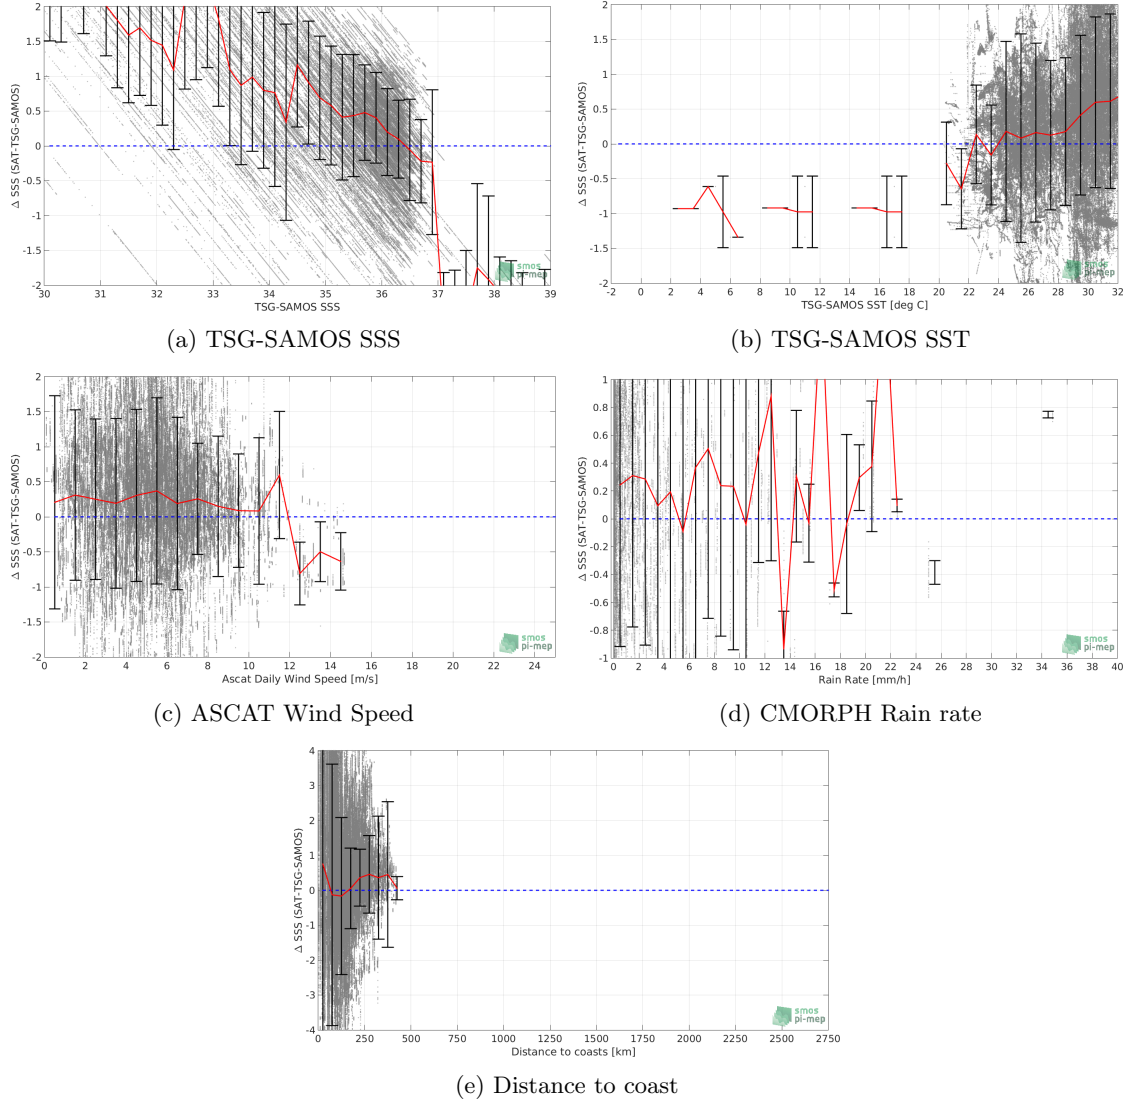 2
1.5
1
0.5
0
-0.5
-1
-1.5
-2
Δ SSS (SAT-TSG-SAMOS)
30 31 32 33 34 35 36 37 38 39
TSG-SAMOS SSS
smos
pi-mep
(a) TSG-SAMOS SSS
2
1.5
1
0.5
0
-0.5
-1
-1.5
-2
Δ SSS (SAT-TSG-SAMOS)
-2 0 2 4 6 8 10 12 14 16 18 20 22 24 26 28 30 32
TSG-SAMOS SST [deg C]
smos
pi-mep
(b) TSG-SAMOS SST
2
1.5
1
0.5
0
-0.5
-1
-1.5
-2
Δ SSS (SAT-TSG-SAMOS)
0 2 4 6 8 10 12 14 16 18 20 22 24
Ascat Daily Wind Speed [m/s]
smos
pi-mep
(c) ASCAT Wind Speed
1
0.8
0.6
0.4
0.2
0
-0.2
-0.4
-0.6
-0.8
-1
Δ SSS (SAT-TSG-SAMOS)
0 2 4 6 8 10 12 14 16 18 20 22 24 26 28 30 32 34 36 38 40
Rain Rate [mm/h]
smos
pi-mep
(d) CMORPH Rain rate
4
3
2
1
0
-1
-2
-3
-4
Δ SSS (SAT-TSG-SAMOS)
0 250 500 750 1000 1250 1500 1750 2000 2250 2500 2750
Distance to coasts [km]
smos
pi-mep
(e) Distance to coast